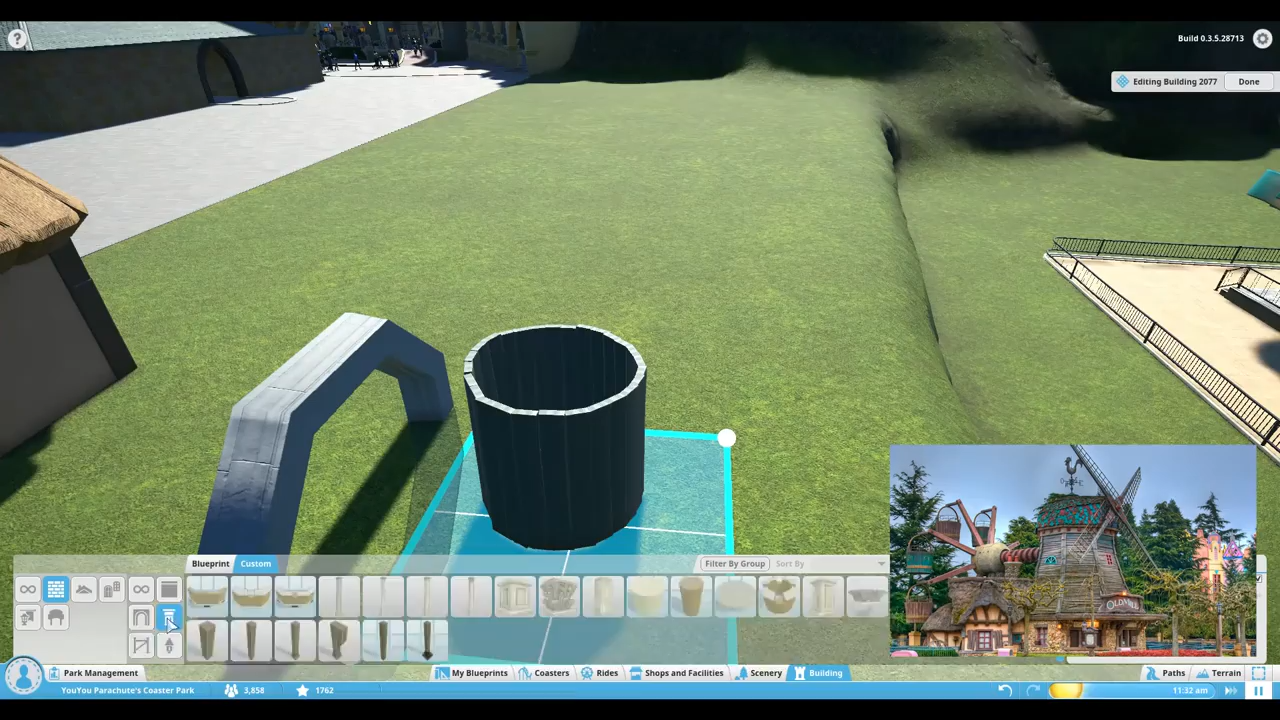 ?
Build 0.3.5.28713
Editing Building 2077 Done
Blueprint Custom Filter By Group Sort By
OLD MILL
Park Management My Blueprints Coasters Rides Shops and Facilities Scenery Building Paths Terrain
YouYou Parachute's Coaster Park 3,858 1762 11:32 am